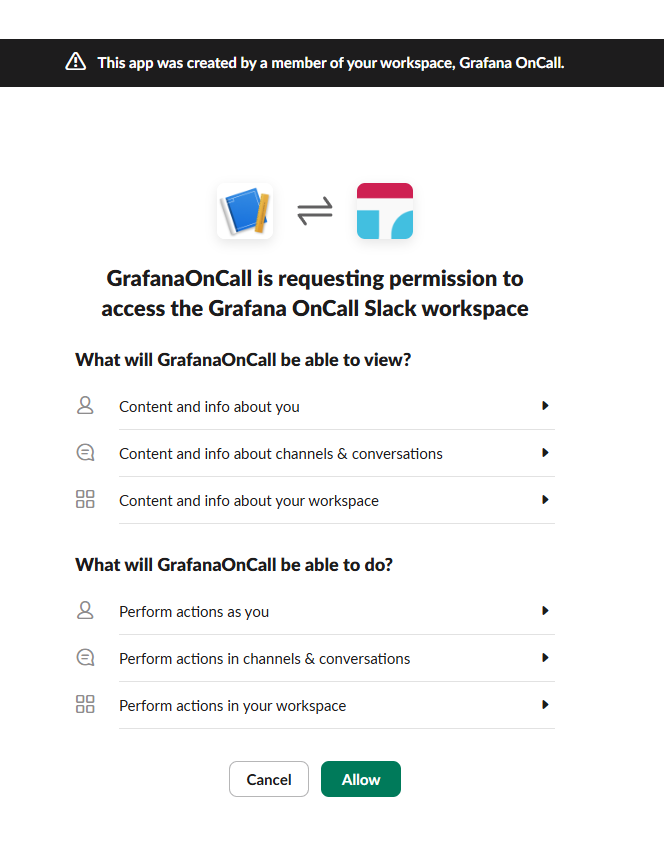 This app was created by a member of your workspace, Grafana OnCall.
GrafanaOnCall is requesting permission to
access the Grafana OnCall Slack workspace
What will GrafanaOnCall be able to view?
Content and info about you
Content and info about channels & conversations
Content and info about your workspace
What will GrafanaOnCall be able to do?
Perform actions as you
Perform actions in channels & conversations
Perform actions in your workspace
Cancel Allow